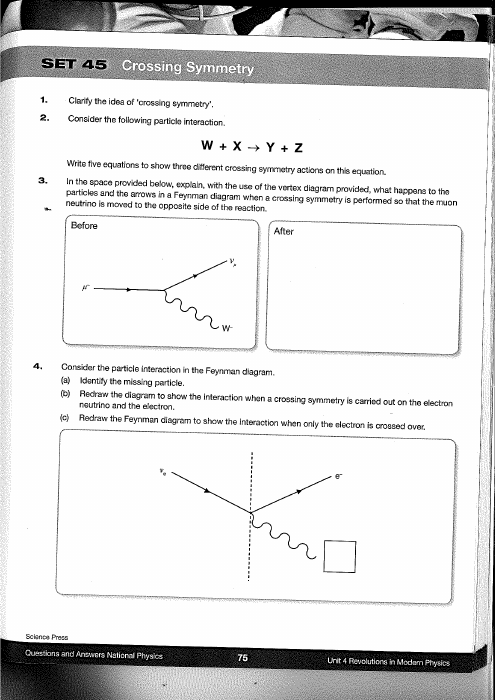 SET 45 Crossing Symmetry
1. Clarify the idea of 'crossing symmetry'.
2. Consider the following particle interaction.
W + X → Y + Z
Write five equations to show three different crossing symmetry actions on this equation.
3. In the space provided below, explain, with the use of the vertex diagram provided, what happens to the
particles and the arrows in a Feynman diagram when a crossing symmetry is performed so that the muon
neutrino is moved to the opposite side of the reaction.
Before
After
νμ
μ⁻
W⁻
4. Consider the particle interaction in the Feynman diagram.
(a) Identify the missing particle.
(b) Redraw the diagram to show the interaction when a crossing symmetry is carried out on the electron
neutrino and the electron.
(c) Redraw the Feynman diagram to show the interaction when only the electron is crossed over.
νe
e⁻
Science Press
Questions and Answers National Physics
75
Unit 4 Revolutions in Modern Physics